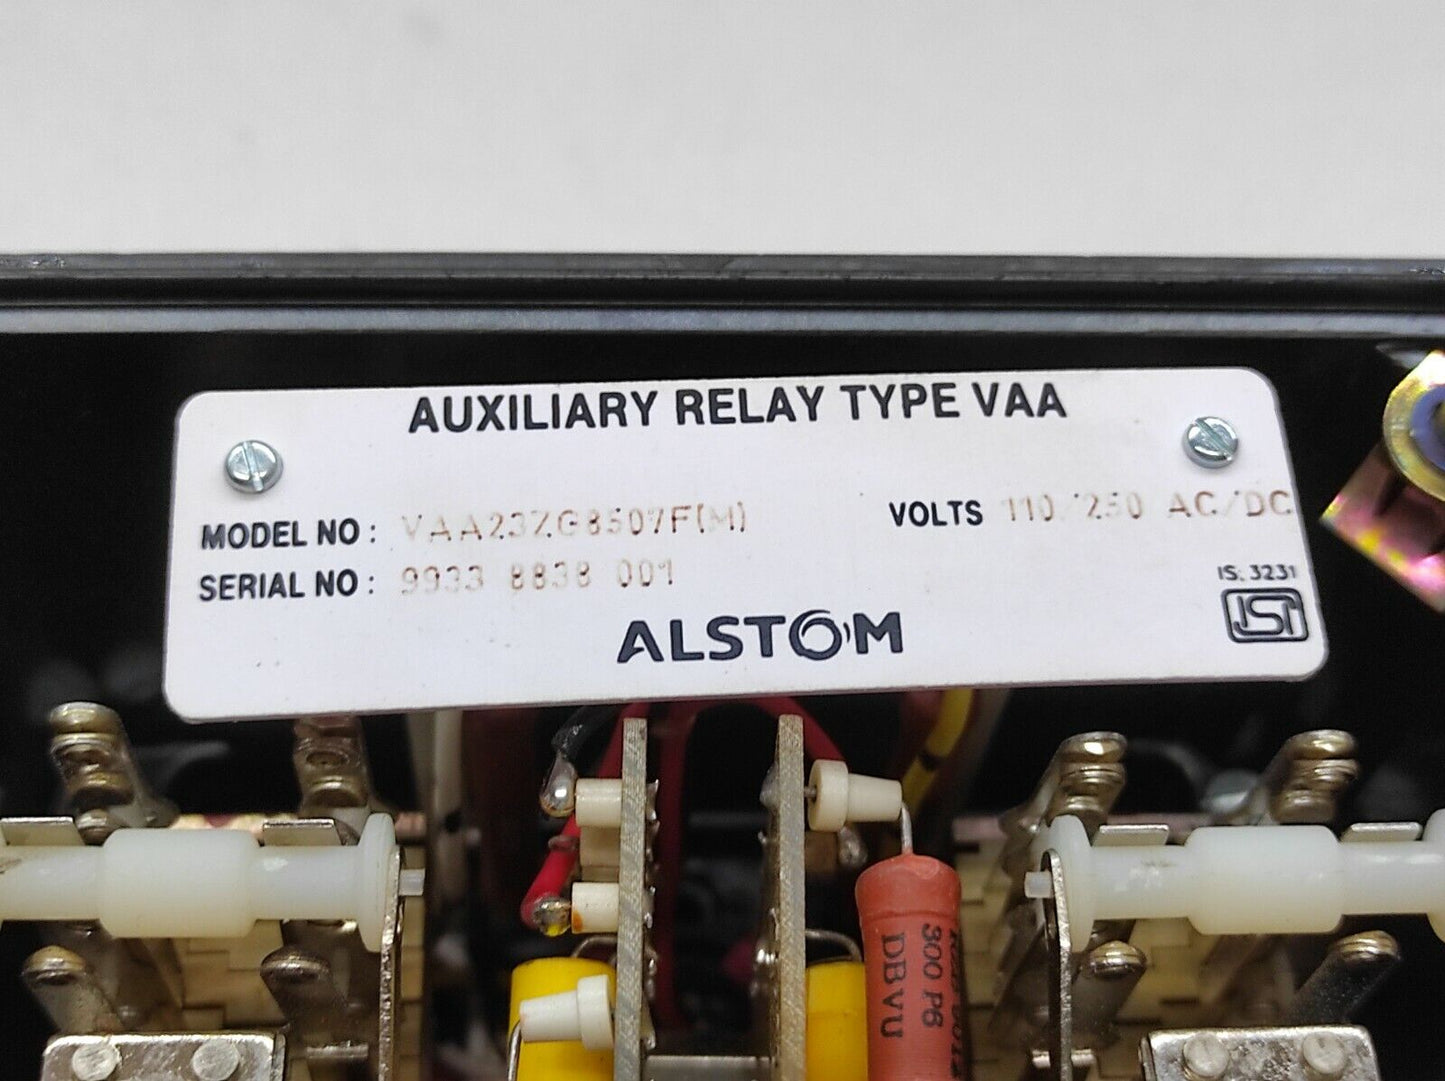 AUXILIARY RELAY TYPE VAA
MODEL NO: VAA23ZG8507F(M) VOLTS 110/250 AC/DC
SERIAL NO: 9933 8838 001
IS: 3231
ISI
ALSTOM
300 P6
DBVU